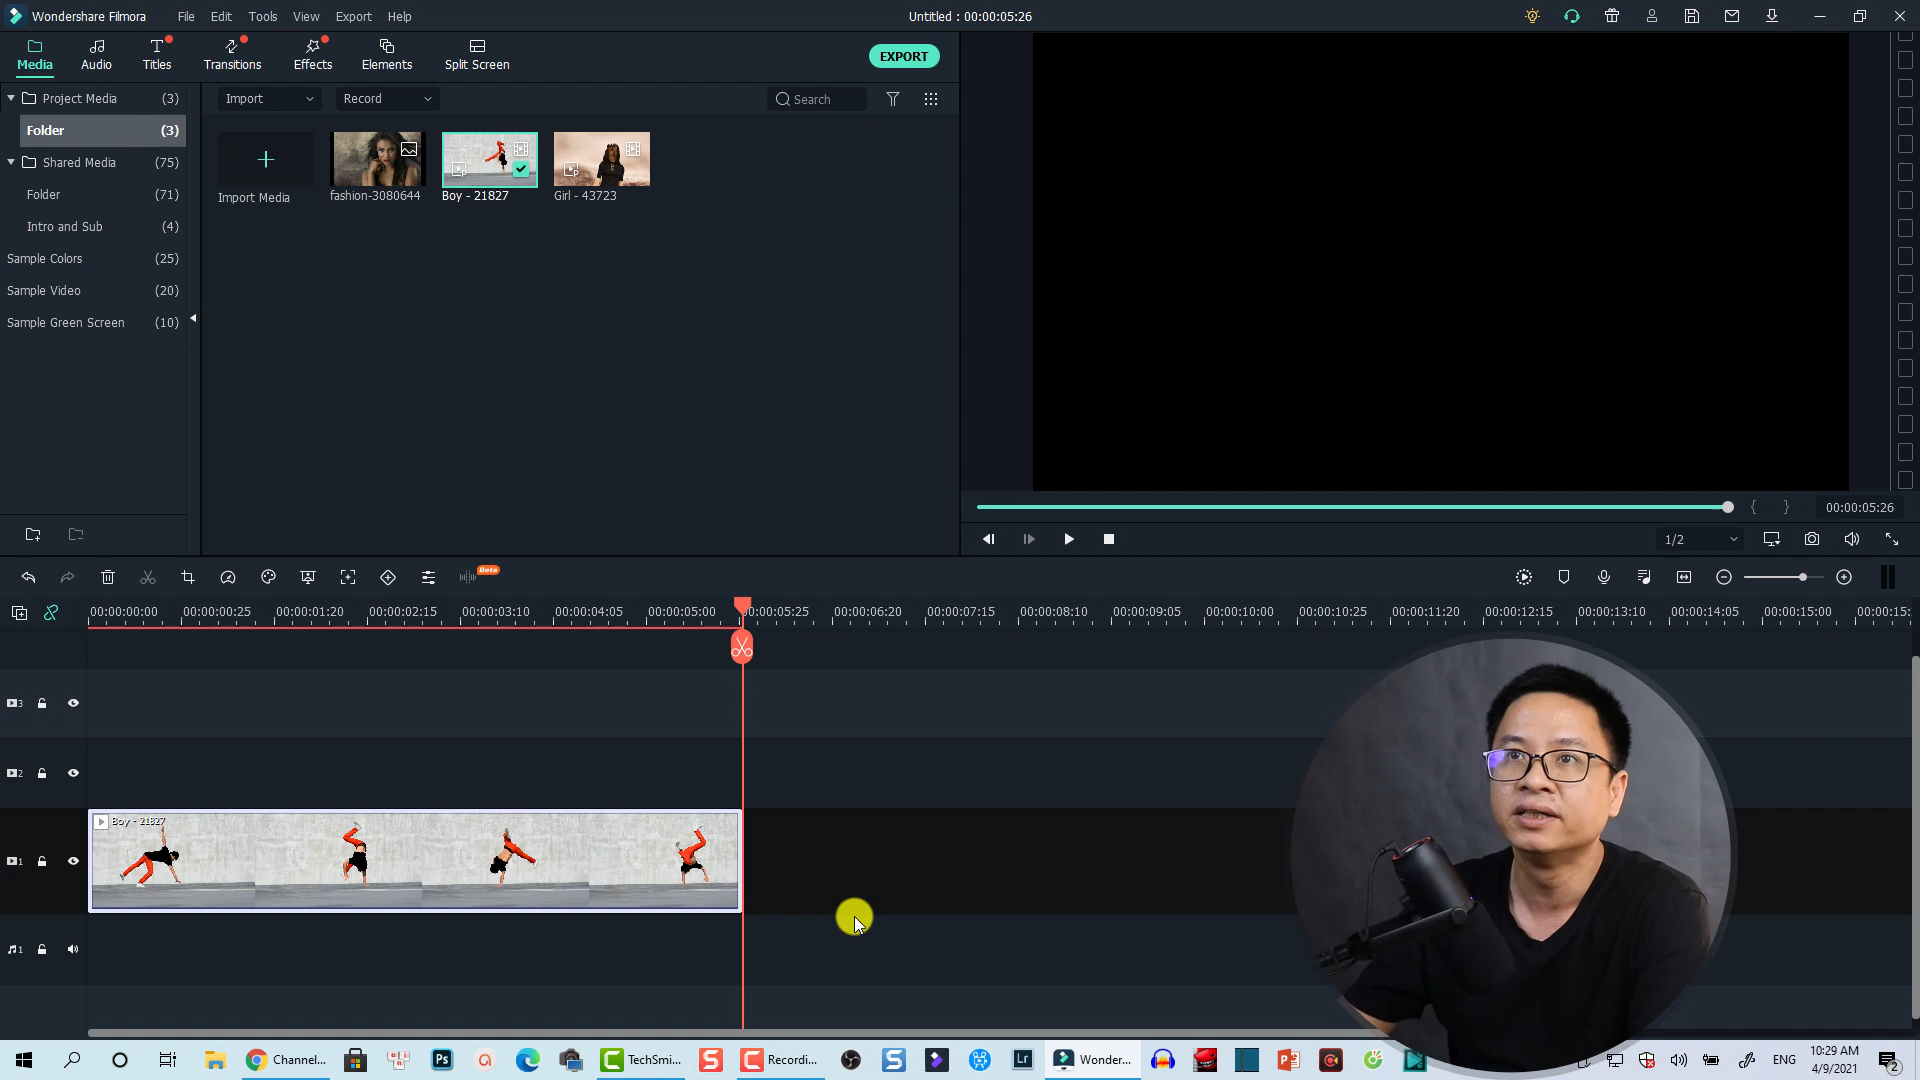 Wondershare Filmora File Edit Tools View Export Help Untitled : 00:00:05:26
Media Audio Titles Transitions Effects Elements Split Screen EXPORT
Project Media (3) Import Record Search
Folder (3)
Shared Media (75)
Folder (71)
Intro and Sub (4)
Sample Colors (25)
Sample Video (20)
Sample Green Screen (10)
Import Media fashion-3080644 Boy - 21827 Girl - 43723
00:00:05:26
1/2
Beta
00:00:00:00 00:00:00:25 00:00:01:20 00:00:02:15 00:00:03:10 00:00:04:05 00:00:05:00 00:00:05:25 00:00:06:20 00:00:07:15 00:00:08:10 00:00:09:05 00:00:10:00 00:00:10:25 00:00:11:20 00:00:12:15 00:00:13:10 00:00:14:05 00:00:15:00 00:00:15:
3
2
Boy - 21827
1
1
Channel... Ps TechSmi... S Recordi... S Lr Wonder... ENG 10:29 AM
4/9/2021
2